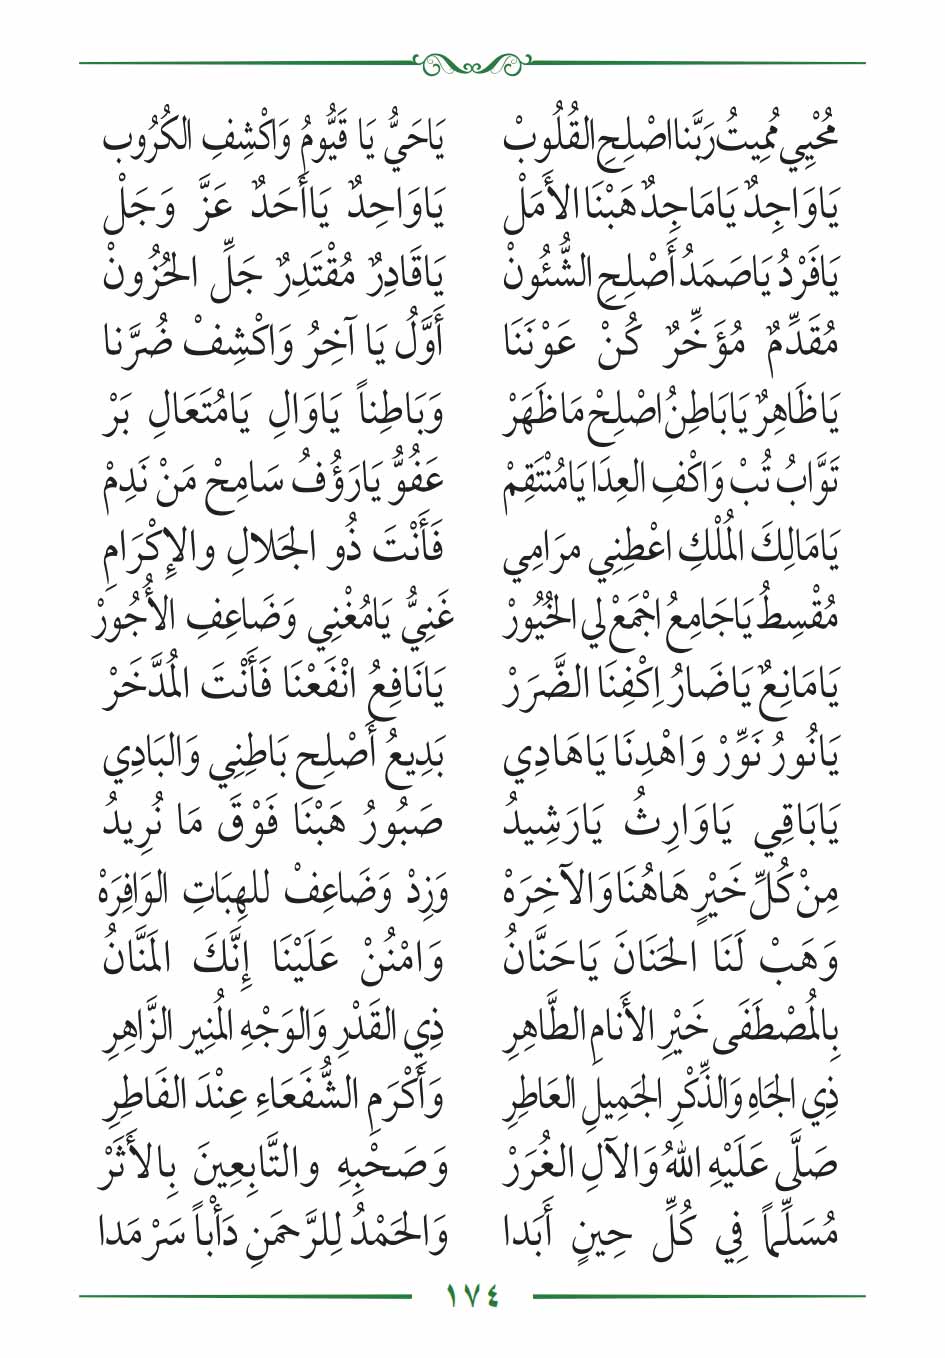 مُحْيِي مُمِيتُ رَبَّنا اصْلِحِ القُلُوبْ يَاحَيُّ يَا قَيُّومُ وَاكْشِفِ الكُرُوب
يَاوَاجِدٌ يَامَاجِدٌ هَبْنَا الأَمَلْ يَاوَاحِدٌ يَاأَحَدٌ عَزَّ وَجَلْ
يَافَرْدُ يَاصَمَدُ أَصْلِحِ الشُّئُونْ يَاقَادِرٌ مُقْتَدِرٌ جَلِّ الحُزُونْ
مُقَدِّمٌ مُؤَخِّرٌ كُنْ عَوْنَنَا أَوَّلُ يَا آخِرُ وَاكْشِفْ ضُرَّنا
يَاظَاهِرٌ يَابَاطِنُ اصْلِحْ مَا ظَهَرْ وَبَاطِناً يَاوَالِ يَامُتَعَالِ بَرْ
تَوَّابُ تُبْ وَاكْفِ العِدَا يَامُنْتَقِمْ عَفُوُّ يَارَؤُفُ سَامِحْ مَنْ نَدِمْ
يَامَالِكَ المُلْكِ اعْطِنِي مرَامِي فَأَنْتَ ذُو الجَلالِ والإِكْرَامِ
مُقْسِطُ يَاجَامِعُ اجْمَعْ لي الخُيُورْ غَنِيُّ يَامُغْنِي وَضَاعِفِ الأُجُورْ
يَامَانِعٌ يَاضَارُ اِكْفِنَا الضَّرَرْ يَانَافِعُ انْفَعْنَا فَأَنْتَ المُدَّخَرْ
يَانُورُ نَوِّرْ وَاهْدِنَا يَاهَادِي بَدِيعُ أَصْلِح بَاطِنِي وَالبَادِي
يَابَاقِي يَاوَارِثُ يَارَشِيدُ صَبُورُ هَبْنَا فَوْقَ مَا نُرِيدُ
مِنْ كُلِّ خَيْرٍ هَاهُنَا وَالآخِرَهْ وَزِدْ وَضَاعِفْ للهِبَاتِ الوَافِرَهْ
وَهَبْ لَنَا الحَنَانَ يَاحَنَّانُ وَامْنُنْ عَلَيْنَا إِنَّكَ المَنَّانُ
بِالمُصْطَفَى خَيْرِ الأَنامِ الطَّاهِرِ ذِي القَدْرِ وَالوَجْهِ المُنِير الزَّاهِرِ
ذِي الجَاهِ وَالذِّكْرِ الجَمِيلِ العَاطِرِ وَأَكْرَمِ الشُّفَعَاءِ عِنْدَ الفَاطِرِ
صَلَّى عَلَيْهِ اللهُ وَالآلِ الغُرَرْ وَصَحْبِهِ والتَّابِعِينَ بِالأَثَرْ
مُسَلِّماً فِي كُلِّ حِينٍ أَبَدا وَالحَمْدُ لِلرَّحمَنِ دَأْباً سَرْمَدا
١٧٤